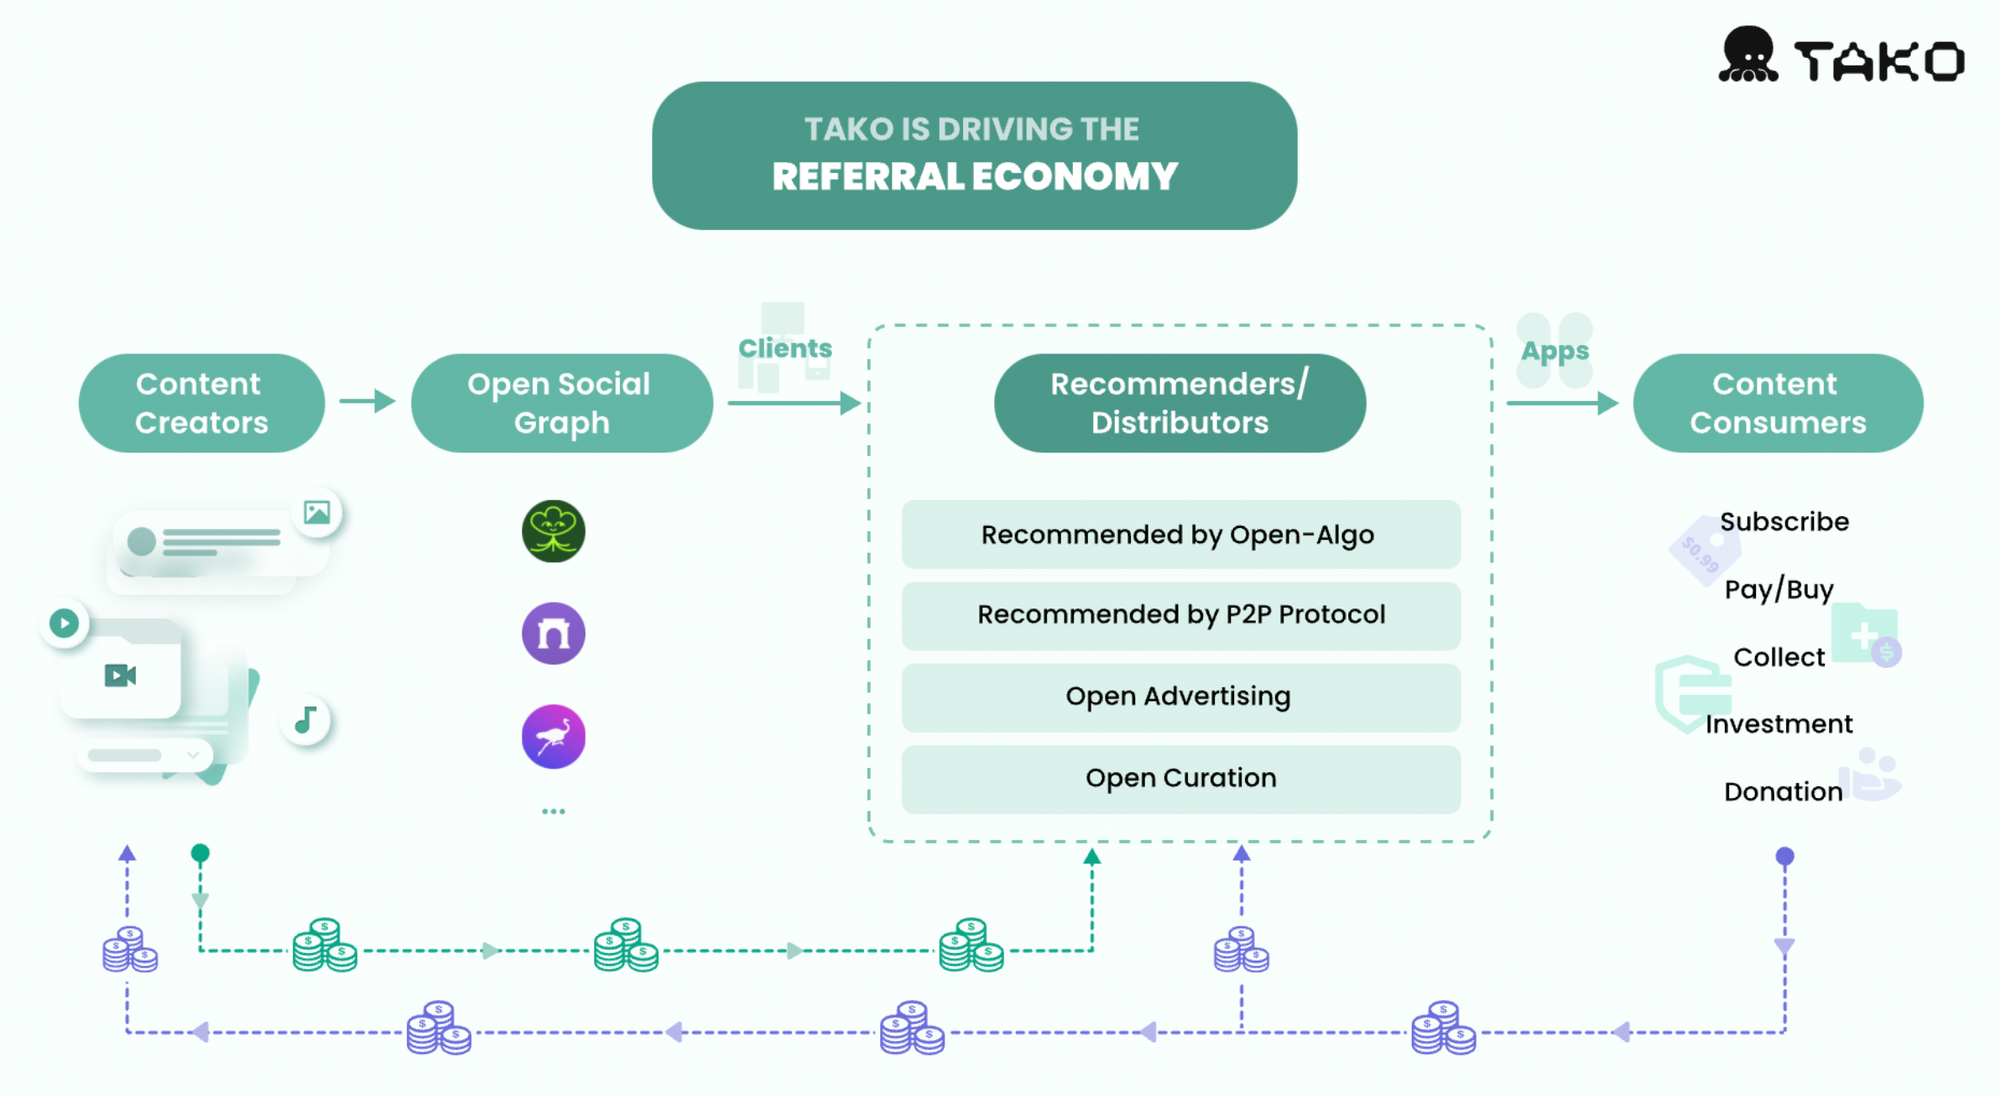 TAKO
TAKO IS DRIVING THE
REFERRAL ECONOMY
Clients
Apps
Content
Creators
Open Social
Graph
Recommenders/
Distributors
Content
Consumers
Recommended by Open-Algo
Recommended by P2P Protocol
Open Advertising
Open Curation
...
Subscribe
$0.99
Pay/Buy
Collect
Investment
Donation